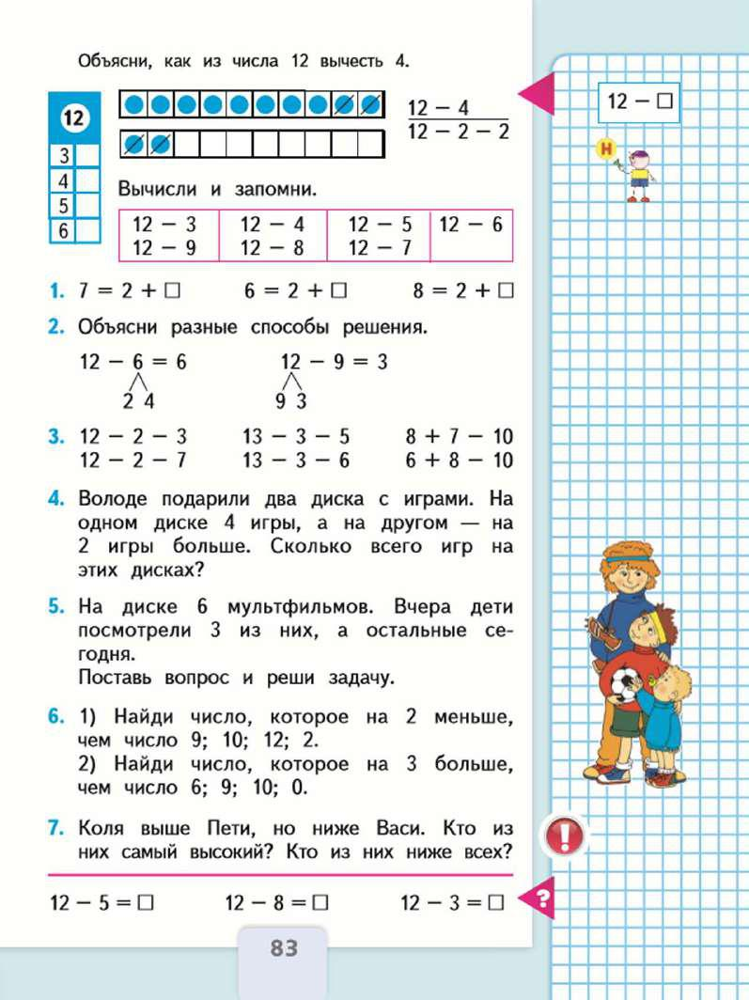 Объясни, как из числа 12 вычесть 4.
12
3
4
5
6
12 − 4
12 − 2 − 2
12 − □
Н
Вычисли и запомни.
12 − 3 12 − 4 12 − 5 12 − 6
12 − 9 12 − 8 12 − 7
1. 7 = 2 + □ 6 = 2 + □ 8 = 2 + □
2. Объясни разные способы решения.
12 − 6 = 6 12 − 9 = 3
2 4 9 3
3. 12 − 2 − 3 13 − 3 − 5 8 + 7 − 10
12 − 2 − 7 13 − 3 − 6 6 + 8 − 10
4. Володе подарили два диска с играми. На
одном диске 4 игры, а на другом — на
2 игры больше. Сколько всего игр на
этих дисках?
5. На диске 6 мультфильмов. Вчера дети
посмотрели 3 из них, а остальные се-
годня.
Поставь вопрос и реши задачу.
6. 1) Найди число, которое на 2 меньше,
чем число 9; 10; 12; 2.
2) Найди число, которое на 3 больше,
чем число 6; 9; 10; 0.
7. Коля выше Пети, но ниже Васи. Кто из
них самый высокий? Кто из них ниже всех?
!
12 − 5 = □ 12 − 8 = □ 12 − 3 = □
?
83